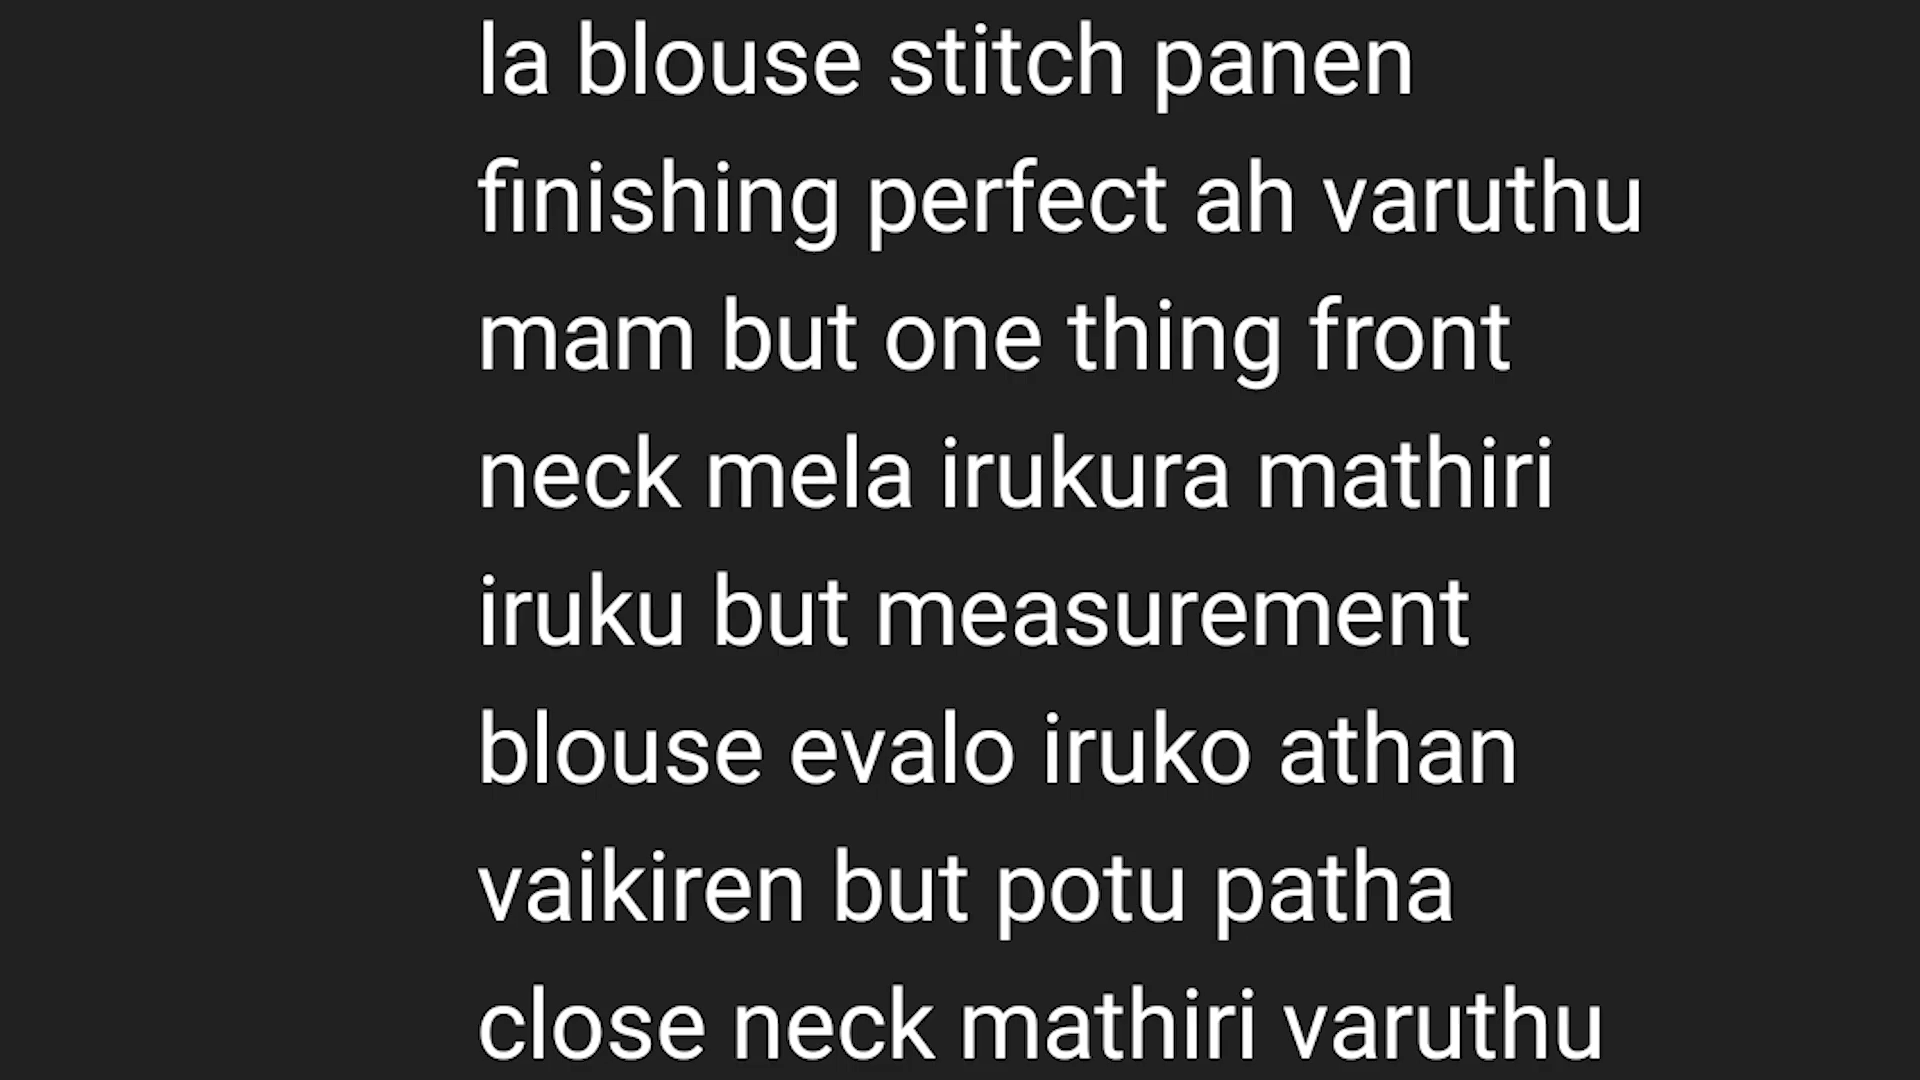 la blouse stitch panen
finishing perfect ah varuthu
mam but one thing front
neck mela irukura mathiri
iruku but measurement
blouse evalo iruko athan
vaikiren but potu patha
close neck mathiri varuthu